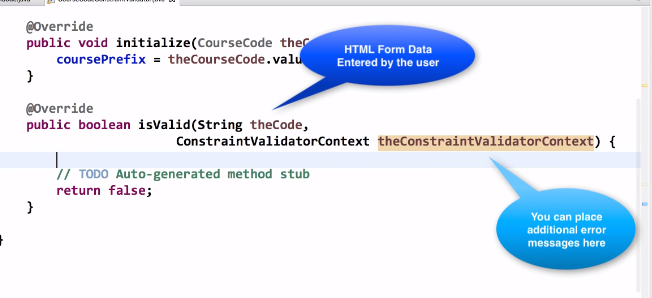 @Override
public void initialize(CourseCode theC
coursePrefix = theCourseCode.valu
}
HTML Form Data
Entered by the user
@Override
public boolean isValid(String theCode,
ConstraintValidatorContext theConstraintValidatorContext) {
// TODO Auto-generated method stub
return false;
}
You can place
additional error
messages here
}